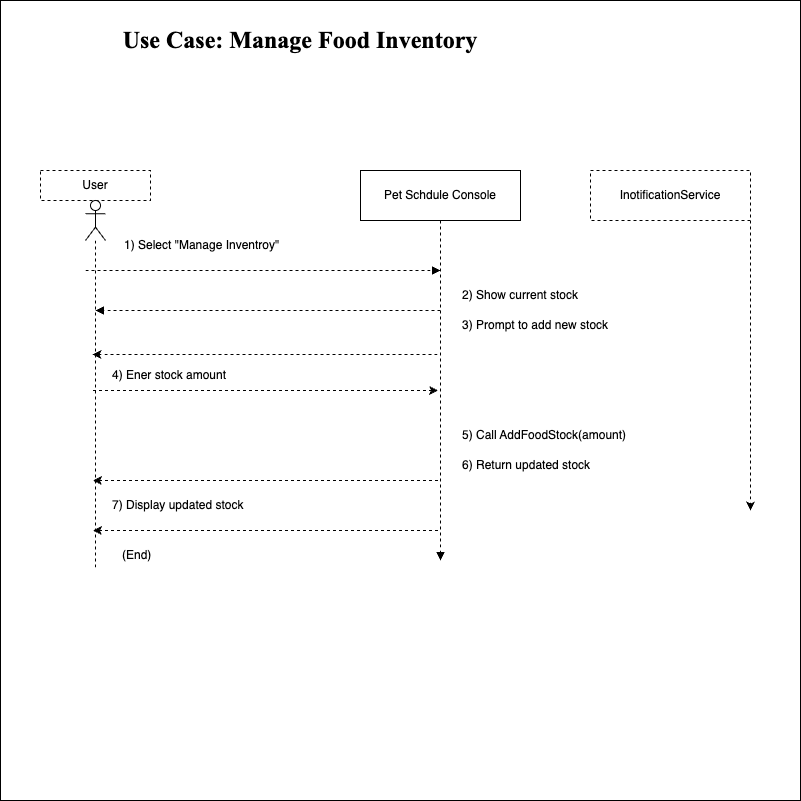 Use Case: Manage Food Inventory
User
Pet Schdule Console
InotificationService
1) Select "Manage Inventroy"
2) Show current stock
3) Prompt to add new stock
4) Ener stock amount
5) Call AddFoodStock(amount)
6) Return updated stock
7) Display updated stock
(End)